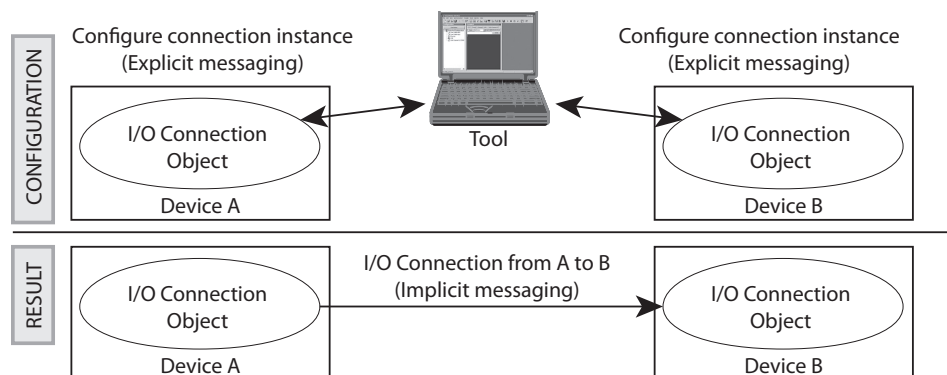 CONFIGURATION
Configure connection instance
(Explicit messaging)
I/O Connection
Object
Device A
Tool
Configure connection instance
(Explicit messaging)
I/O Connection
Object
Device B
RESULT
I/O Connection
Object
Device A
I/O Connection from A to B
(Implicit messaging)
I/O Connection
Object
Device B